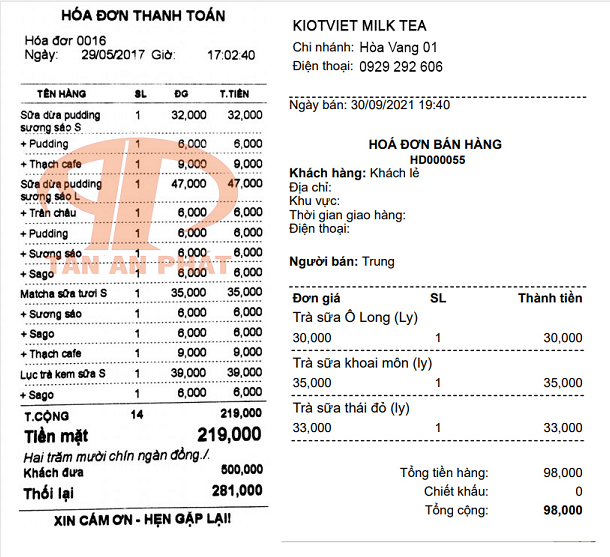 HÓA ĐƠN THANH TOÁN
Hóa đơr 0016
Ngày: 29/05/2017 Giờ: 17:02:40
TÊN HÀNG SL ĐG T.TIỀN
Sữa dừa pudding 1 32,000 32,000
sương sáo S
+ Pudding 1 6,000 6,000
+ Thạch cafe 1 9,000 9,000
Sữa dừa pudding 1 47,000 47,000
sương sáo L
+ Trân châu 1 6,000 6,000
+ Pudding 1 6,000 6,000
+ Sương sáo 1 6,000 6,000
TÂN AN PHÁT
+ Sago 1 6,000 6,000
Matcha sữa tươi S 1 35,000 35,000
+ Sương sáo 1 6,000 6,000
+ Sago 1 6,000 6,000
+ Thạch cafe 1 9,000 9,000
Lục trà kem sữa S 1 39,000 39,000
+ Sago 1 6,000 6,000
T.CỘNG 14 219,000
Tiền mặt 219,000
Hai trăm mười chín ngàn đồng./.
Khách đưa 500,000
Thối lại 281,000
XIN CÁM ƠN - HẸN GẶP LẠI!
KIOTVIET MILK TEA
Chi nhánh: Hòa Vang 01
Điện thoại: 0929 292 606
Ngày bán: 30/09/2021 19:40
HOÁ ĐƠN BÁN HÀNG
HD000055
Khách hàng: Khách lẻ
Địa chỉ:
Khu vực:
Thời gian giao hàng:
Điện thoại:
Người bán: Trung
Đơn giá SL Thành tiền
Trà sữa Ô Long (Ly)
30,000 1 30,000
Trà sữa khoai môn (ly)
35,000 1 35,000
Trà sữa thái đỏ (ly)
33,000 1 33,000
Tổng tiền hàng: 98,000
Chiết khấu: 0
Tổng cộng: 98,000